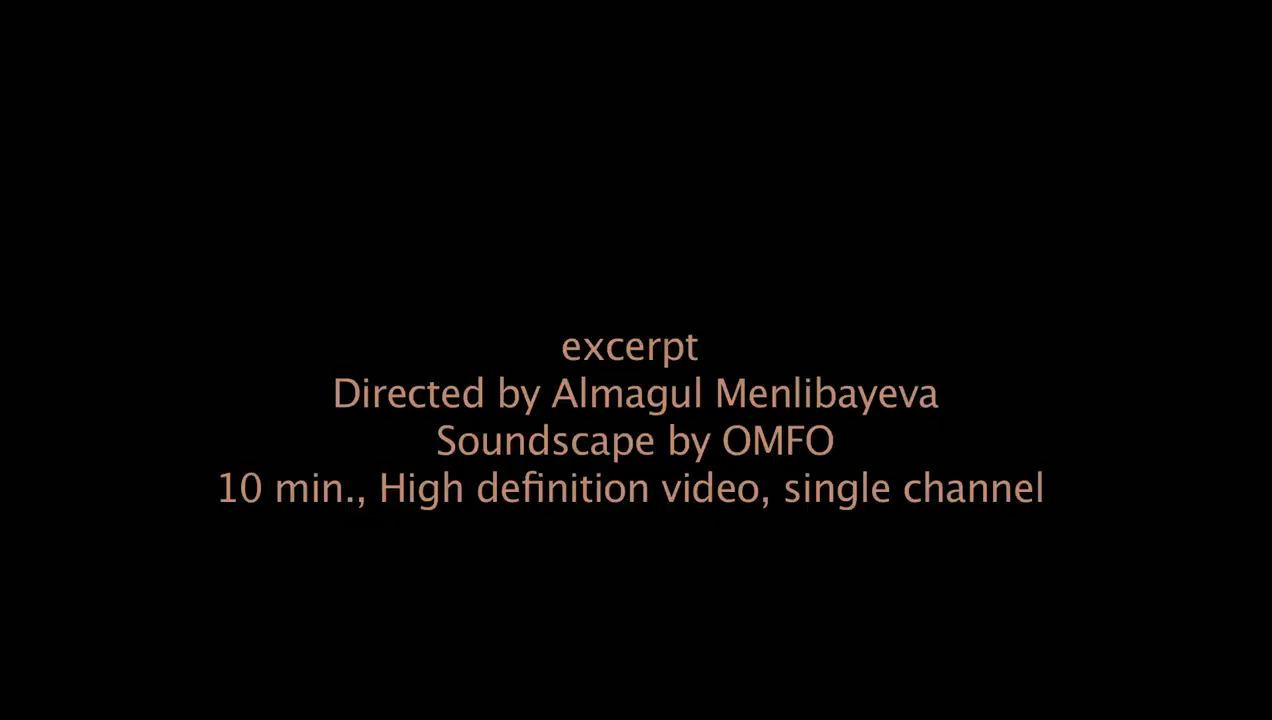 excerpt
Directed by Almagul Menlibayeva
Soundscape by OMFO
10 min., High definition video, single channel